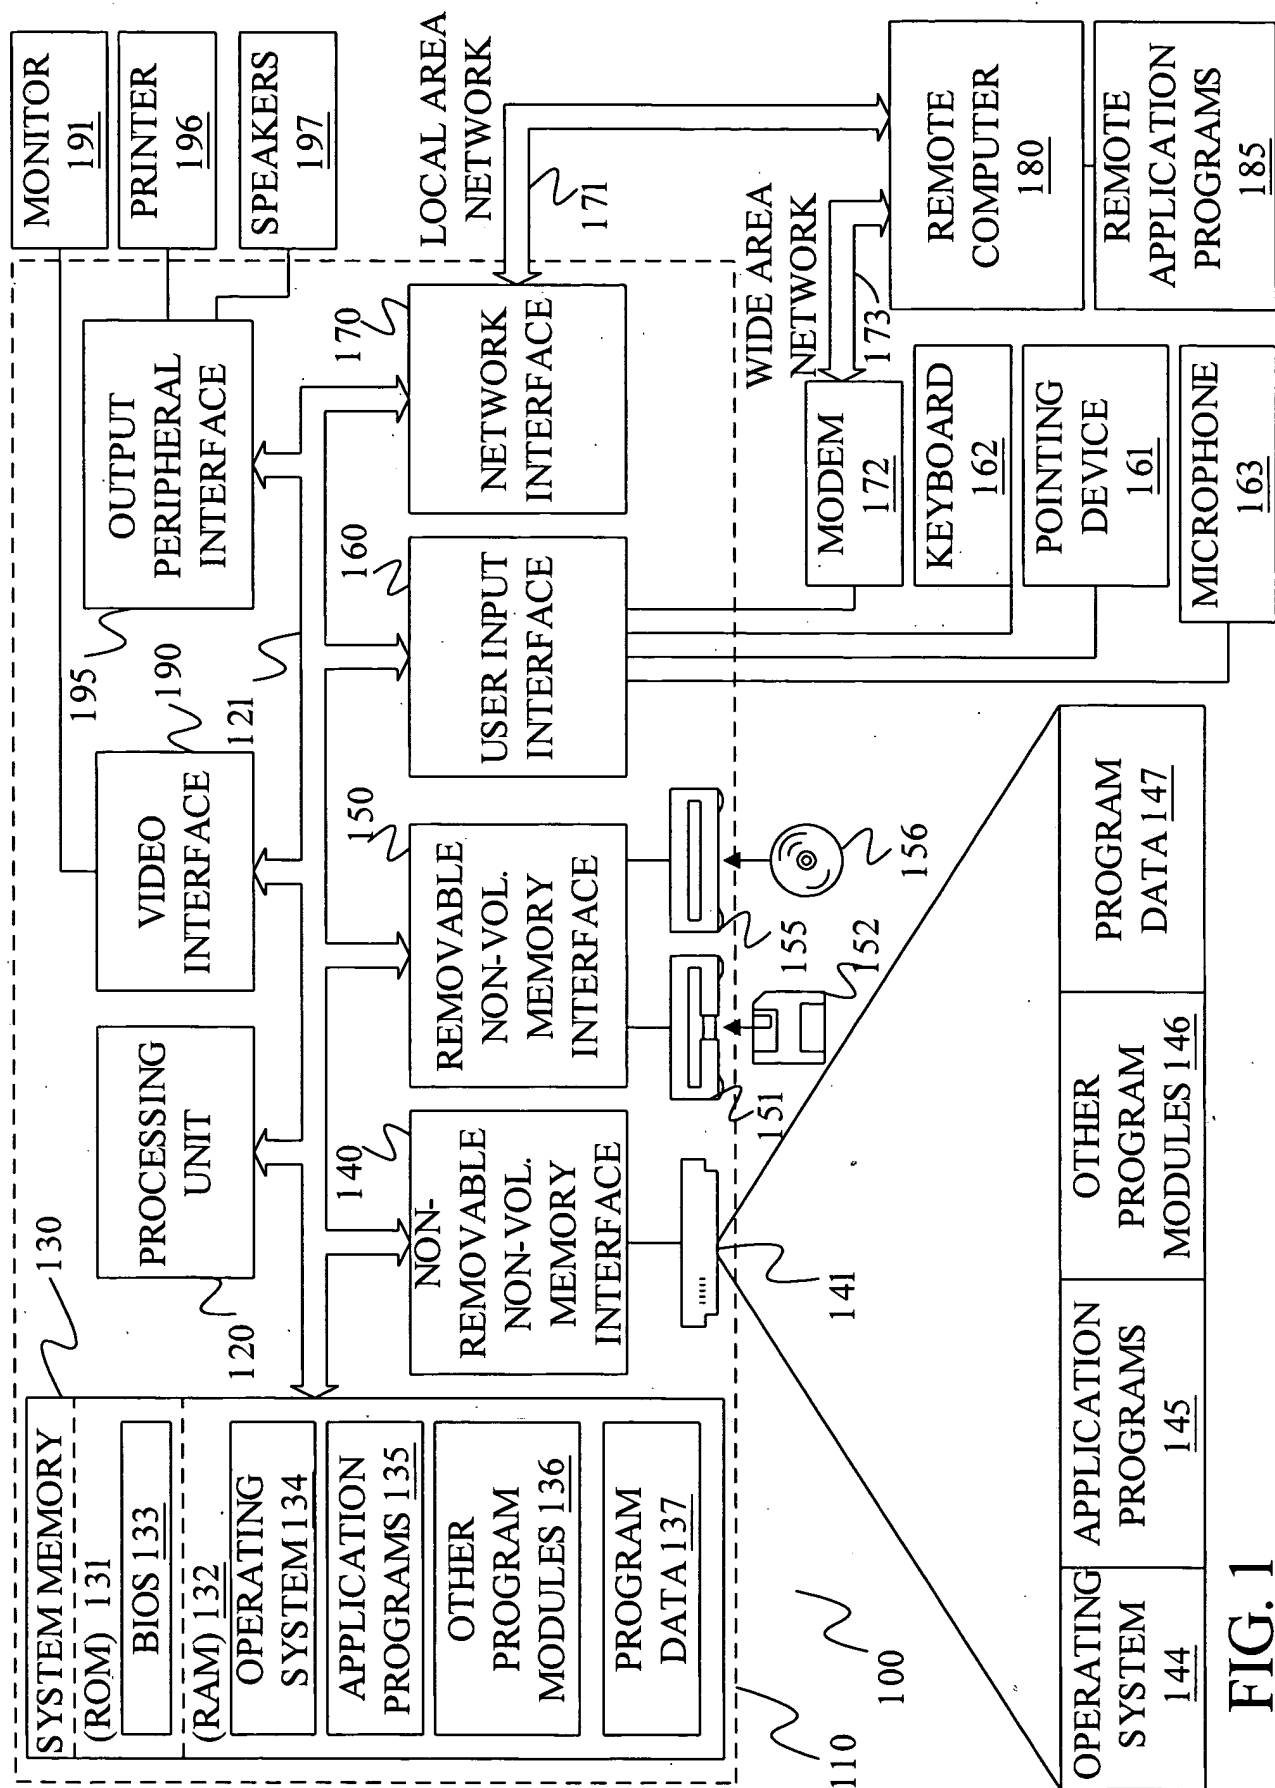 SYSTEM MEMORY
(ROM) 131
BIOS 133
(RAM) 132
OPERATING
SYSTEM 134
APPLICATION
PROGRAMS 135
OTHER
PROGRAM
MODULES 136
PROGRAM
DATA 137
130
PROCESSING
UNIT
120
VIDEO
INTERFACE
190
121
OUTPUT
PERIPHERAL
INTERFACE
195
MONITOR
191
PRINTER
196
SPEAKERS
197
NON-
REMOVABLE
NON-VOL.
MEMORY
INTERFACE
140
REMOVABLE
NON-VOL.
MEMORY
INTERFACE
150
USER INPUT
INTERFACE
160
NETWORK
INTERFACE
170
LOCAL AREA
NETWORK
171
WIDE AREA
NETWORK
173
141
151
152
155
156
MODEM
172
KEYBOARD
162
POINTING
DEVICE
161
MICROPHONE
163
REMOTE
COMPUTER
180
REMOTE
APPLICATION
PROGRAMS
185
110
100
OPERATING
SYSTEM
144
APPLICATION
PROGRAMS
145
OTHER
PROGRAM
MODULES 146
PROGRAM
DATA 147
FIG. 1